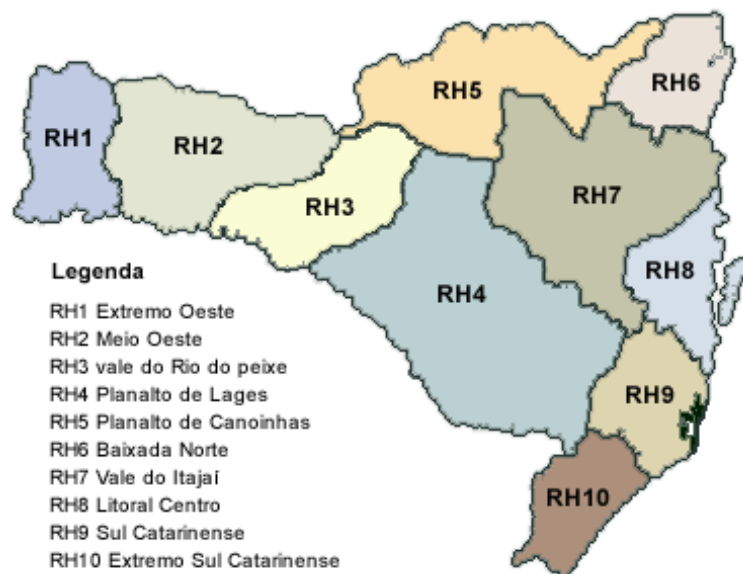 RH5
RH6
RH1
RH2
RH3
RH7
RH8
RH4
RH9
RH10
Legenda
RH1 Extremo Oeste
RH2 Meio Oeste
RH3 vale do Rio do peixe
RH4 Planalto de Lages
RH5 Planalto de Canoinhas
RH6 Baixada Norte
RH7 Vale do Itajaí
RH8 Litoral Centro
RH9 Sul Catarinense
RH10 Extremo Sul Catarinense